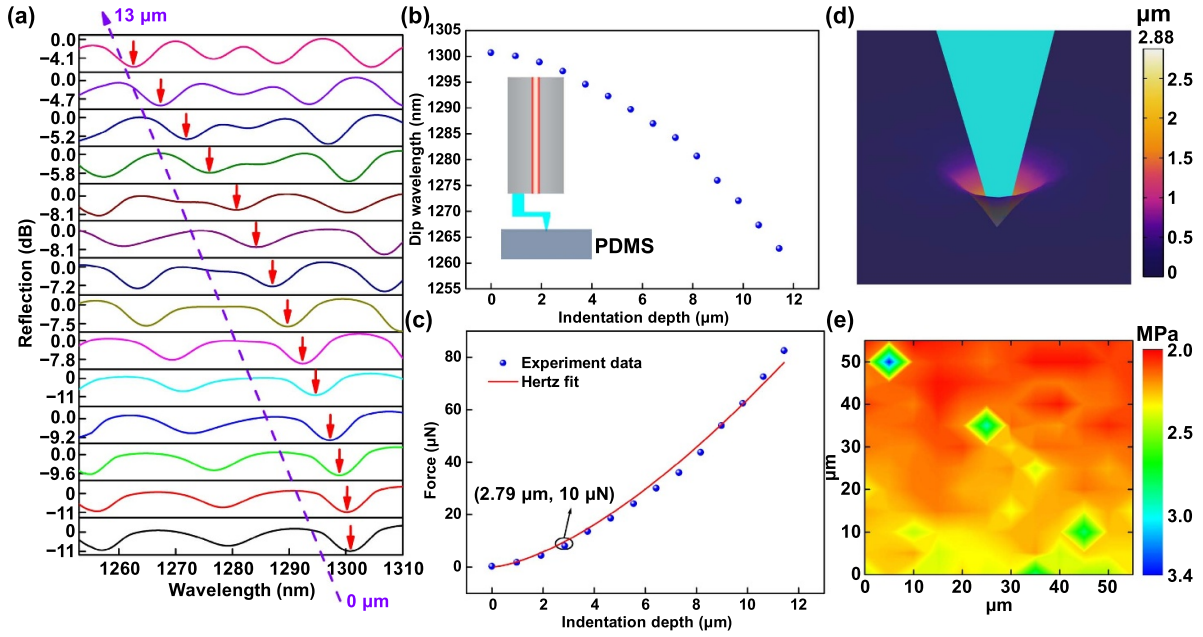 (a)
13 μm
0.0
−4.1
0.0
−4.7
0.0
−5.2
0.0
−5.8
0.0
−8.1
0.0
−8.1
0.0
−7.2
0.0
−7.5
0.0
−7.8
0
−11
0.0
−9.2
0.0
−9.6
0
−11
0
−11
Reflection (dB)
1260 1270 1280 1290 1300 1310
Wavelength (nm)
0 μm
(b)
1305
1300
1295
1290
1285
1280
1275
1270
1265
1260
1255
Dip wavelength (nm)
PDMS
0 2 4 6 8 10 12
Indentation depth (μm)
(c)
80
60
40
20
0
Force (μN)
Experiment data
Hertz fit
(2.79 μm, 10 μN)
0 2 4 6 8 10 12
Indentation depth (μm)
(d)
μm
2.88
2.5
2
1.5
1
0.5
0
(e)
MPa
50
40
30
20
10
0
μm
0 10 20 30 40 50
μm
2.0
2.5
3.0
3.4